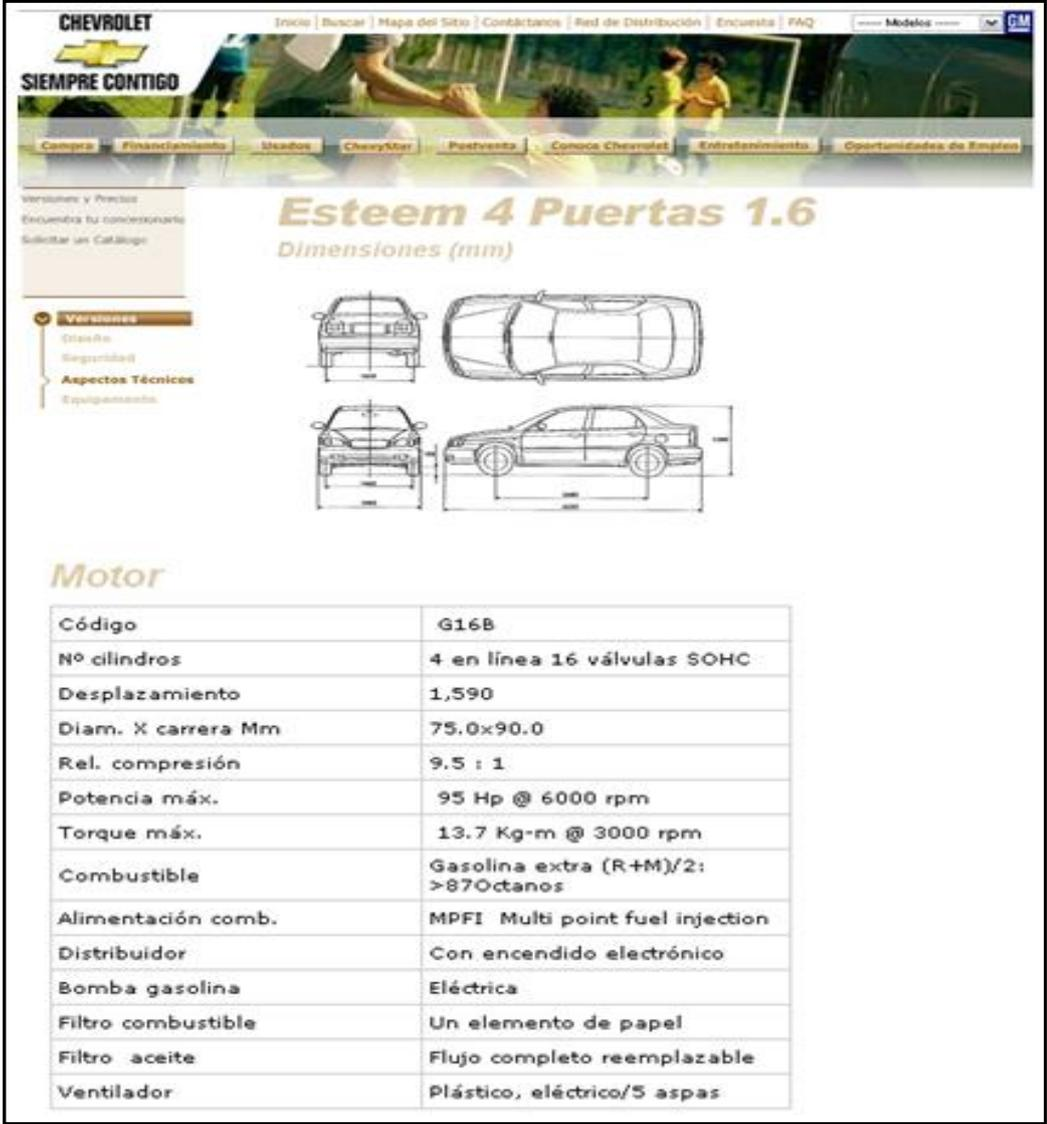 CHEVROLET
SIEMPRE CONTIGO
Inicio | Buscar | Mapa del Sitio | Contáctanos | Red de Distribución | Encuesta | FAQ
----- Modelos -----
GM
Compra
Financiamiento
Usados
ChevyStar
Postventa
Conoce Chevrolet
Entretenimiento
Oportunidades de Empleo
Versiones y Precios
Encuentra tu concesionario
Solicitar un Catálogo
Versiones
Diseño
Seguridad
Aspectos Técnicos
Equipamento
Esteem 4 Puertas 1.6
Dimensiones (mm)
Motor
Código G16B
Nº cilindros 4 en línea 16 válvulas SOHC
Desplazamiento 1,590
Diam. X carrera Mm 75.0x90.0
Rel. compresión 9.5 : 1
Potencia máx. 95 Hp @ 6000 rpm
Torque máx. 13.7 Kg-m @ 3000 rpm
Combustible Gasolina extra (R+M)/2:
>87Octanos
Alimentación comb. MPFI Multi point fuel injection
Distribuidor Con encendido electrónico
Bomba gasolina Eléctrica
Filtro combustible Un elemento de papel
Filtro aceite Flujo completo reemplazable
Ventilador Plástico, eléctrico/5 aspas